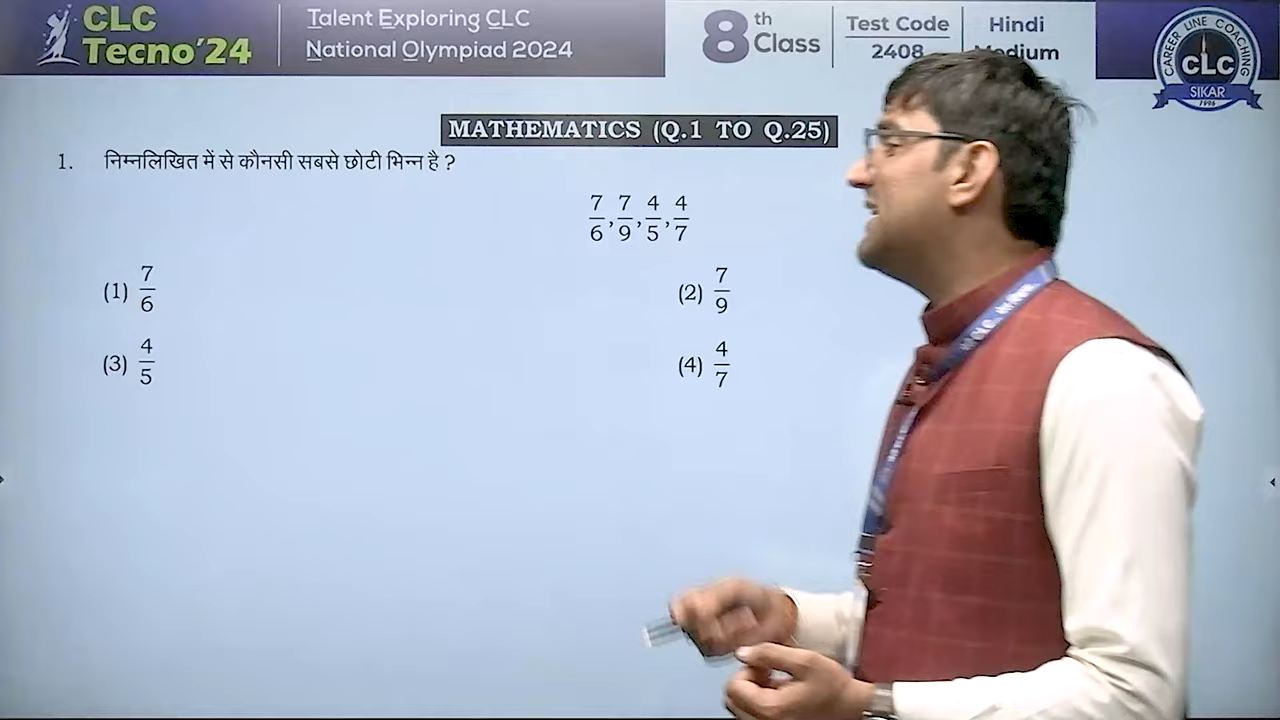 CLC
Tecno'24
Talent Exploring CLC
National Olympiad 2024
8th Class
Test Code
2408
Hindi
Medium
CAREER LINE COACHING
CLC
SIKAR
1996
MATHEMATICS (Q.1 TO Q.25)
1. निम्नलिखित में से कौनसी सबसे छोटी भिन्न है ?
7/6, 7/9, 4/5, 4/7
(1) 7/6 (2) 7/9
(3) 4/5 (4) 4/7